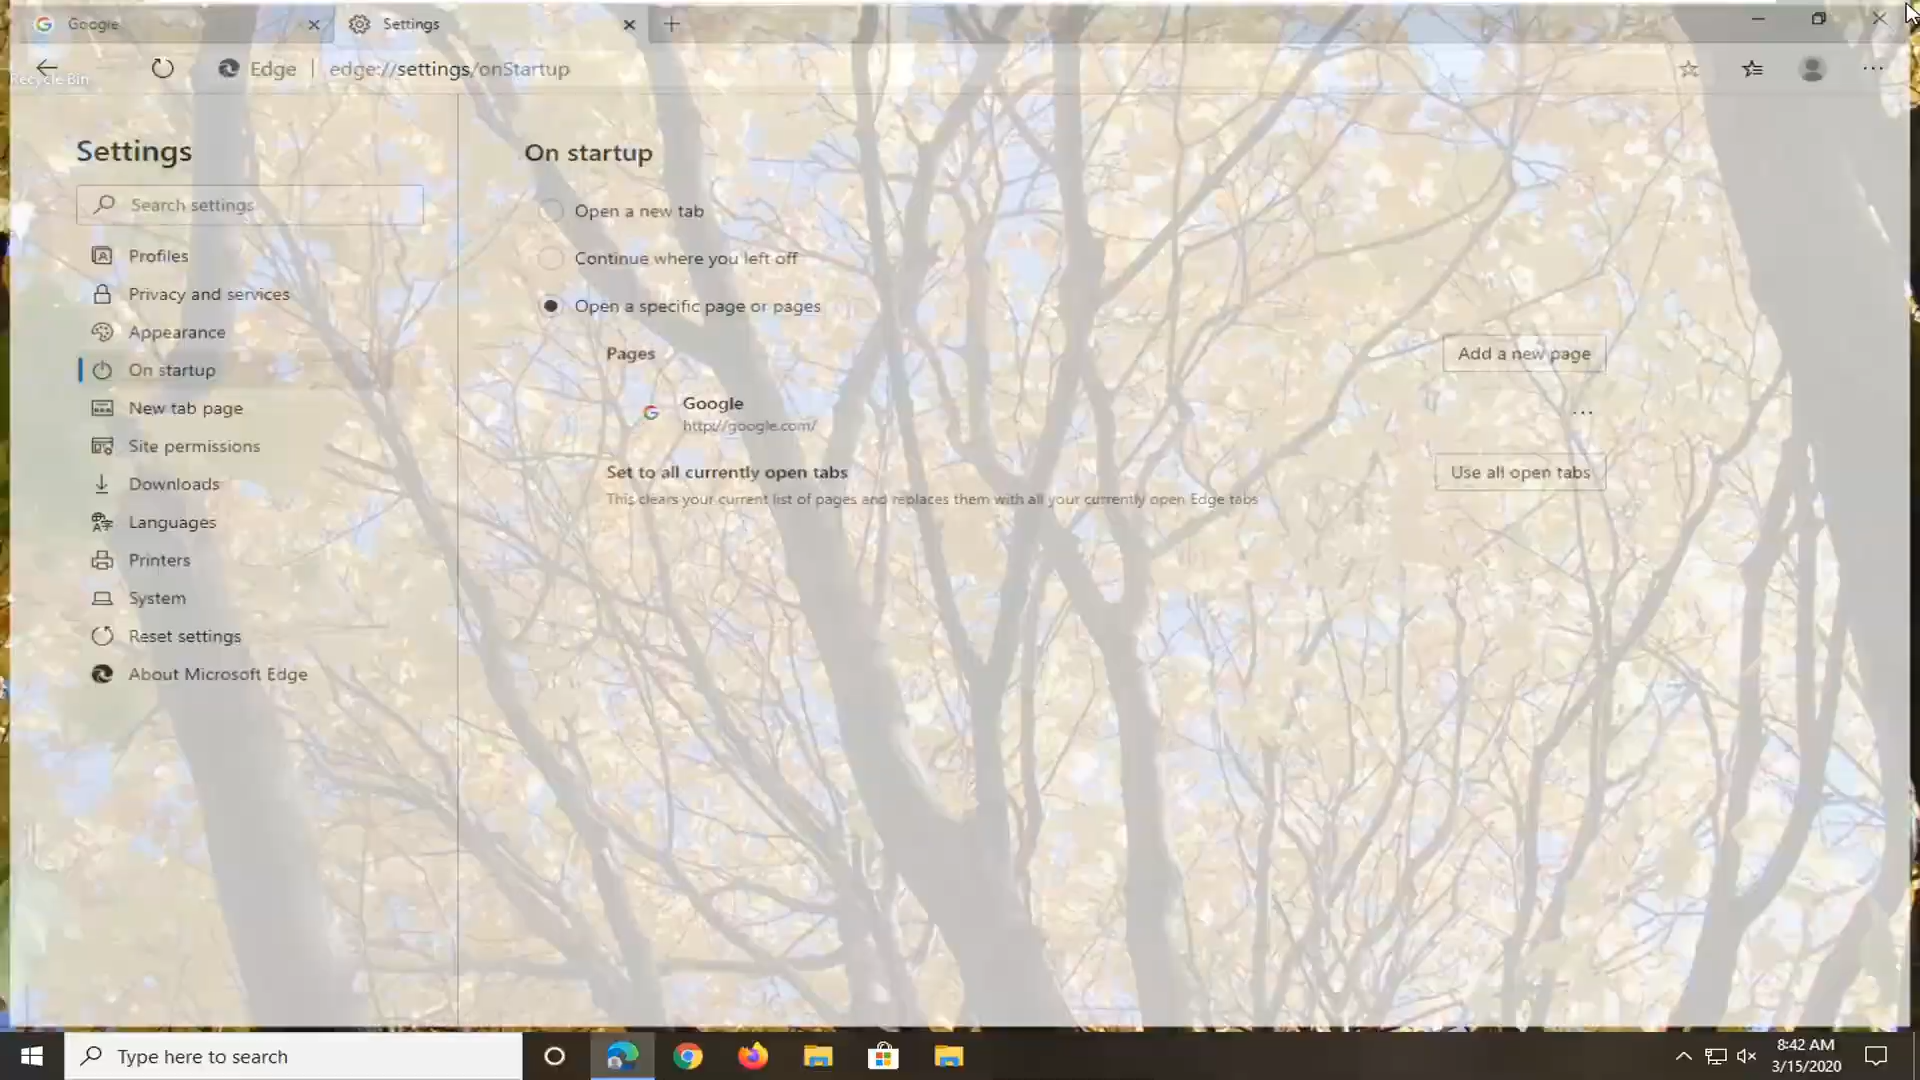 Google
Settings
Recycle Bin
Edge | edge://settings/onStartup
Settings
Search settings
Profiles
Privacy and services
Appearance
On startup
New tab page
Site permissions
Downloads
Languages
Printers
System
Reset settings
About Microsoft Edge
On startup
Open a new tab
Continue where you left off
Open a specific page or pages
Pages
Add a new page
Google
http://google.com/
Set to all currently open tabs
This clears your current list of pages and replaces them with all your currently open Edge tabs
Use all open tabs
Type here to search
8:42 AM
3/15/2020